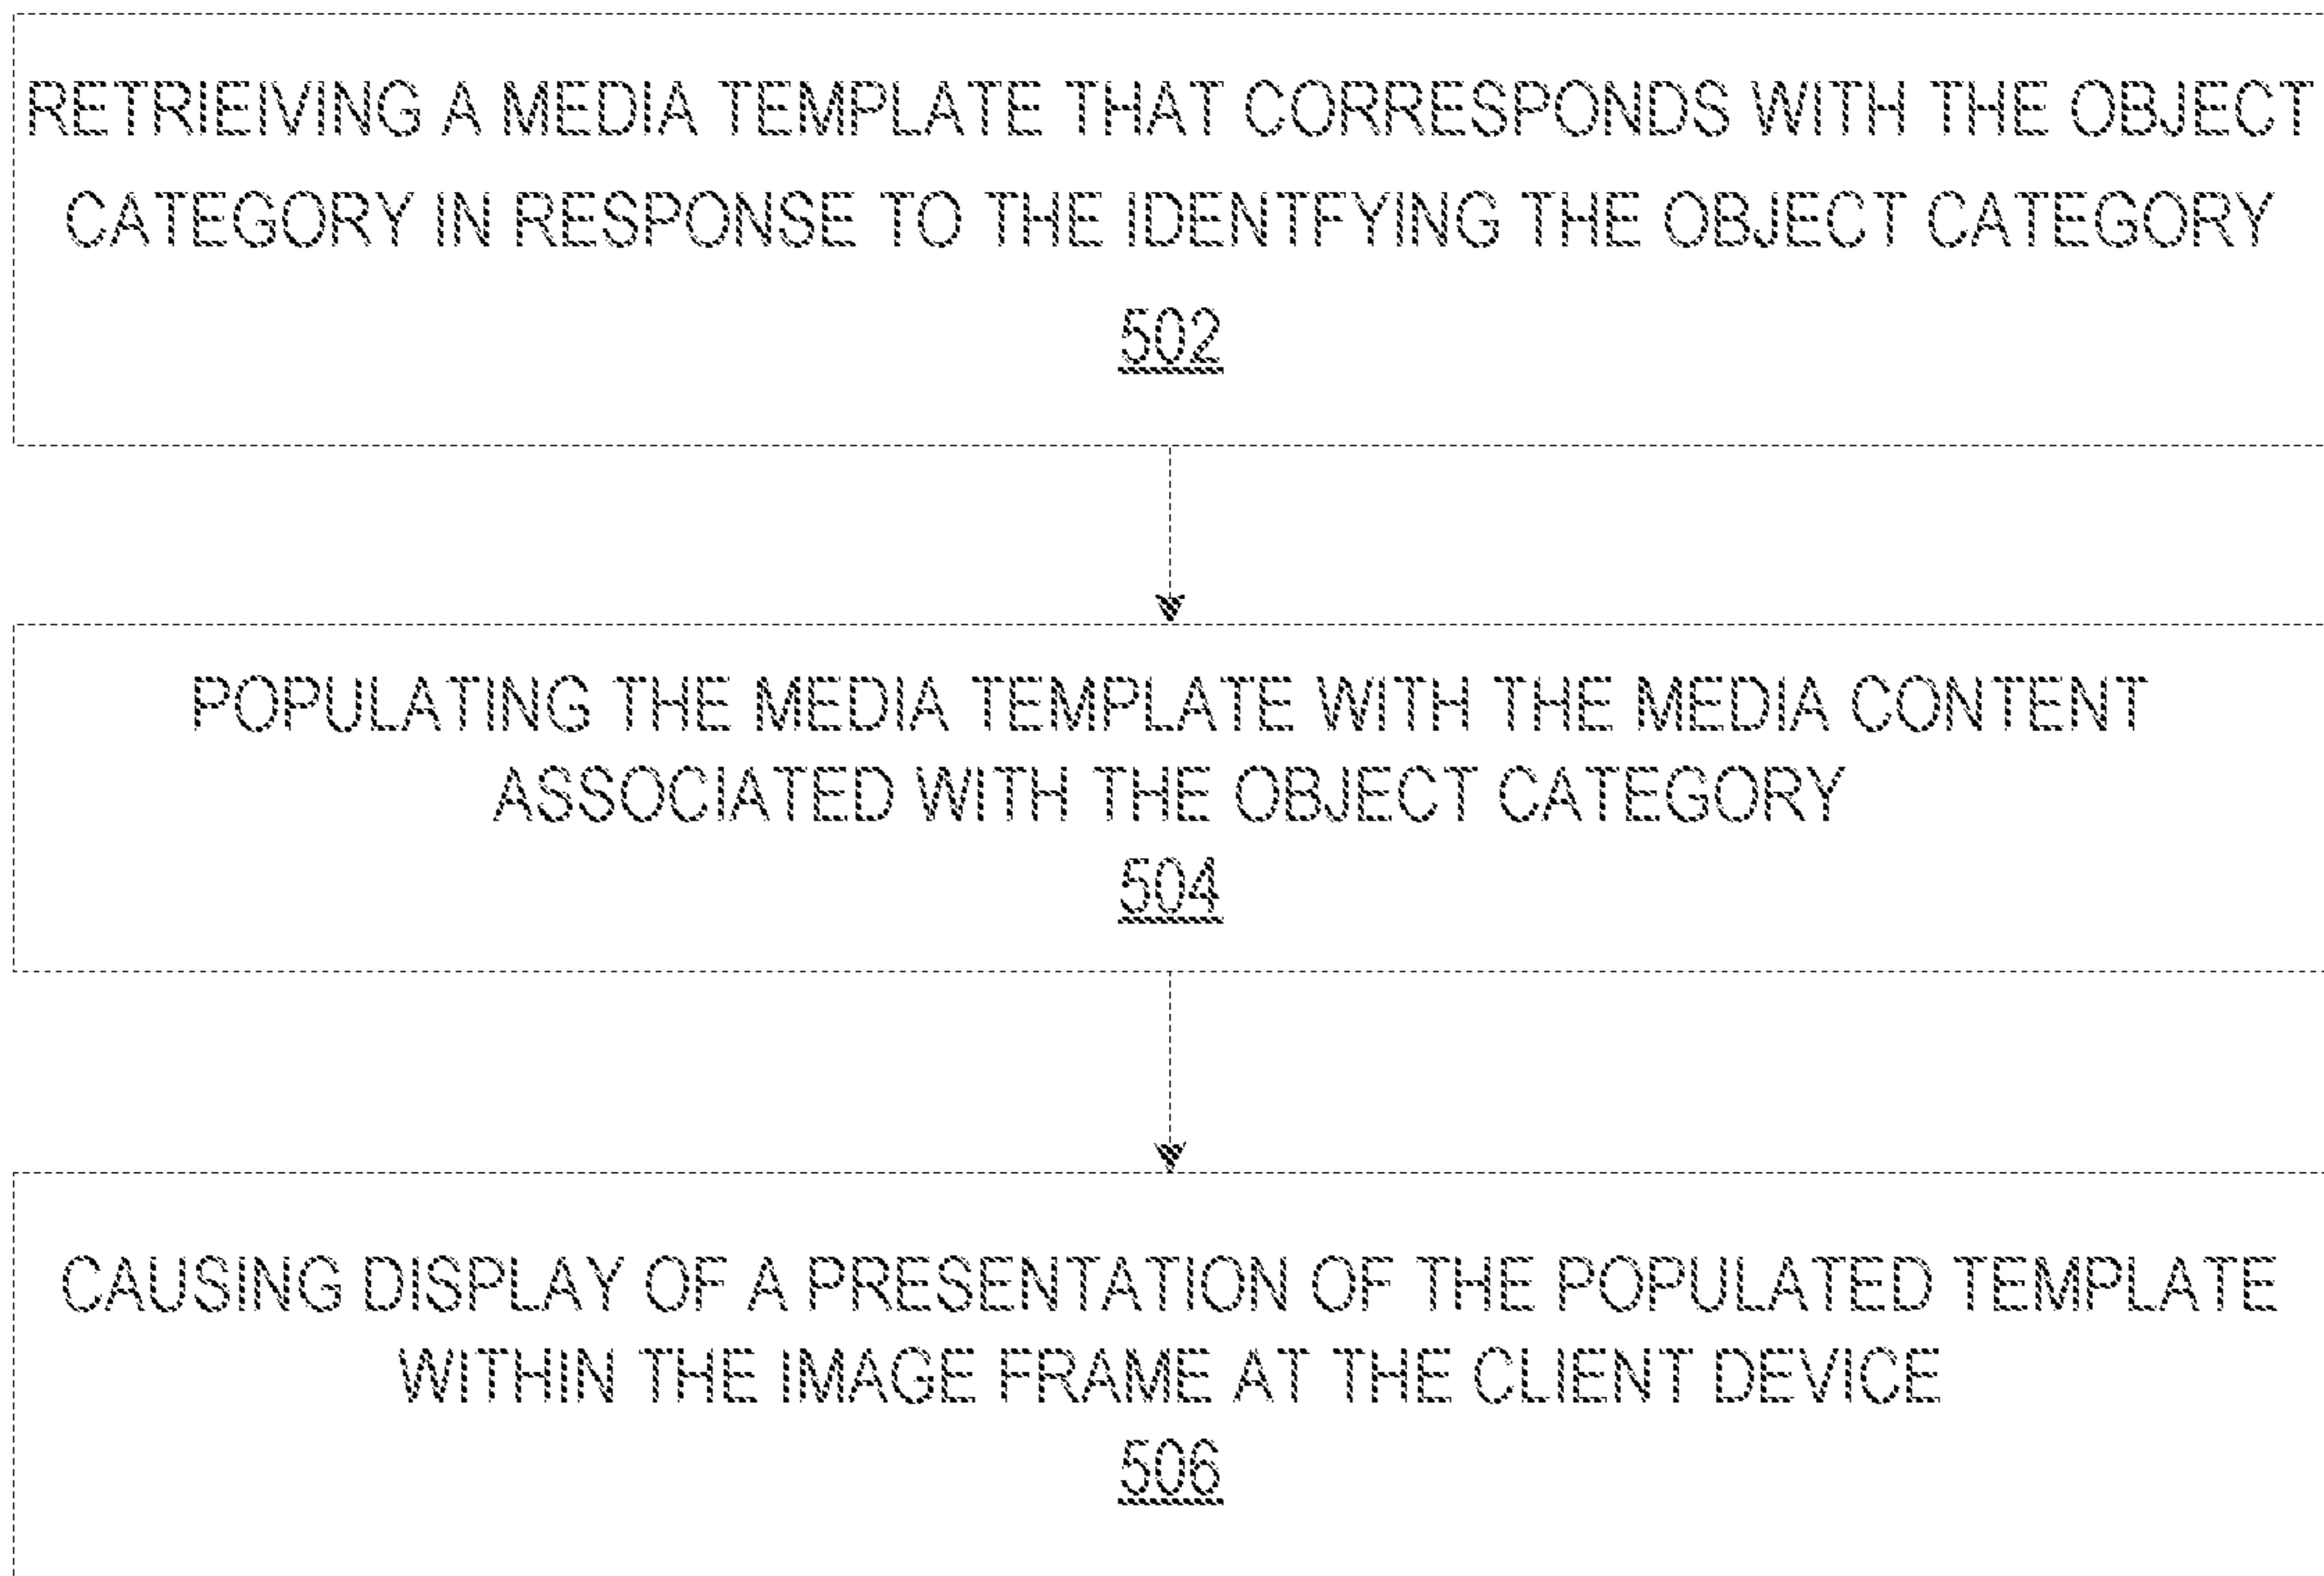 RETRIEIVING A MEDIA TEMPLATE THAT CORRESPONDS WITH THE OBJECT
CATEGORY IN RESPONSE TO THE IDENTFYING THE OBJECT CATEGORY
502
POPULATING THE MEDIA TEMPLATE WITH THE MEDIA CONTENT
ASSOCIATED WITH THE OBJECT CATEGORY
504
CAUSING DISPLAY OF A PRESENTATION OF THE POPULATED TEMPLATE
WITHIN THE IMAGE FRAME AT THE CLIENT DEVICE
506